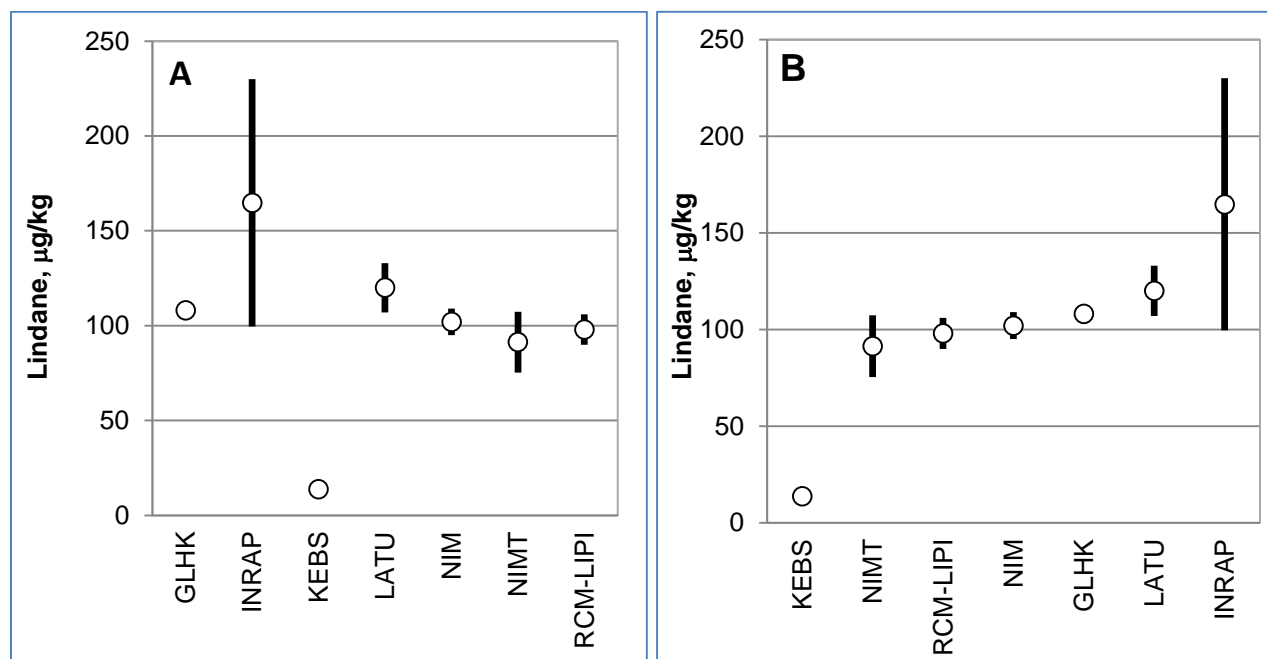 A
Lindane, µg/kg
250
200
150
100
50
0
GLHK
INRAP
KEBS
LATU
NIM
NIMT
RCM-LIPI
B
Lindane, µg/kg
250
200
150
100
50
0
KEBS
NIMT
RCM-LIPI
NIM
GLHK
LATU
INRAP